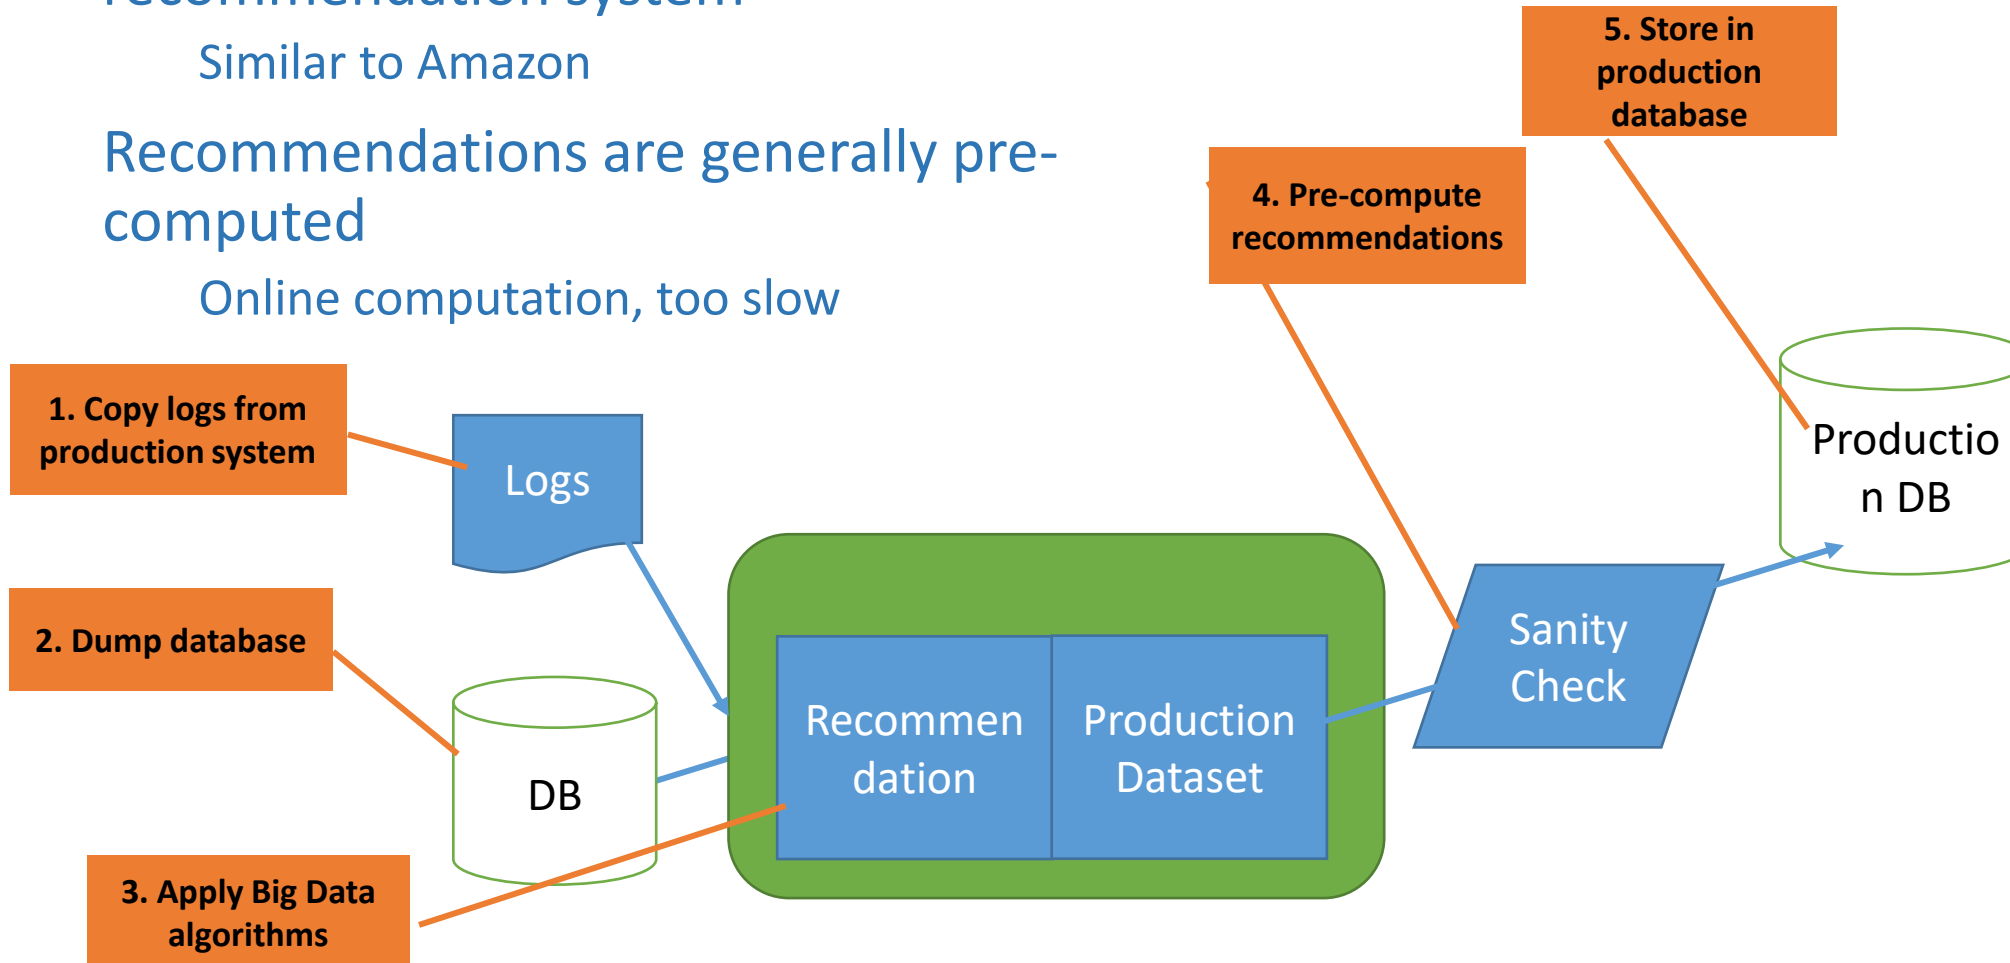 recommendation system
Similar to Amazon
Recommendations are generally pre-
computed
Online computation, too slow
5. Store in
production
database
4. Pre-compute
recommendations
1. Copy logs from
production system
Logs
Productio
n DB
2. Dump database
Sanity
Check
Recommen
dation
Production
Dataset
DB
3. Apply Big Data
algorithms